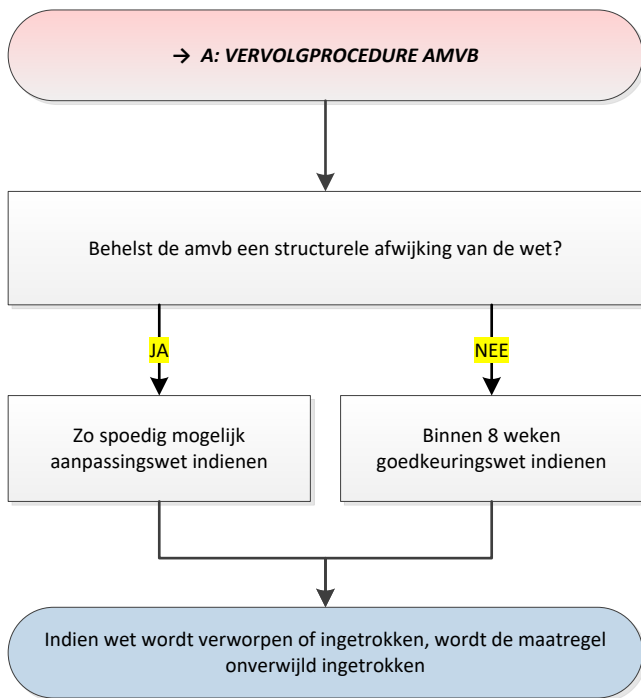 → A: VERVOLGPROCEDURE AMVB
Behelst de amvb een structurele afwijking van de wet?
JA
NEE
Zo spoedig mogelijk
aanpassingswet indienen
Binnen 8 weken
goedkeuringswet indienen
Indien wet wordt verworpen of ingetrokken, wordt de maatregel
onverwijld ingetrokken